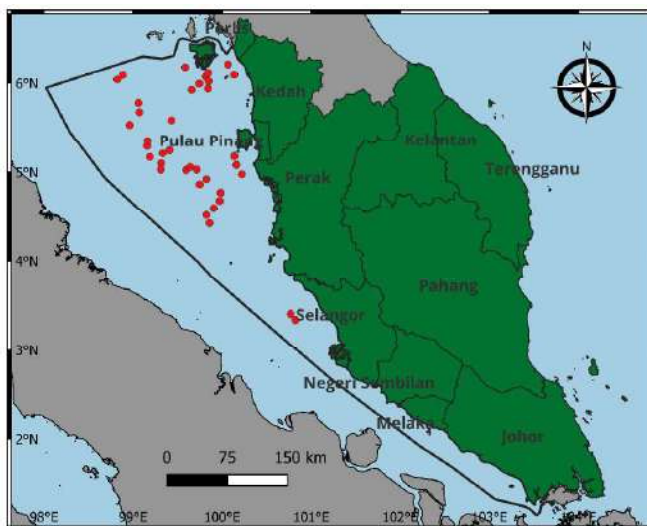 Perlis
N
6°N
Kedah
Pulau Pinang
Kelantan
Terengganu
5°N
Perak
4°N
Pahang
Selangor
3°N
Negeri Sembilan
Melaka
Johor
2°N
0 75 150 km
98°E 99°E 100°E 101°E 102°E 103°E 104°E